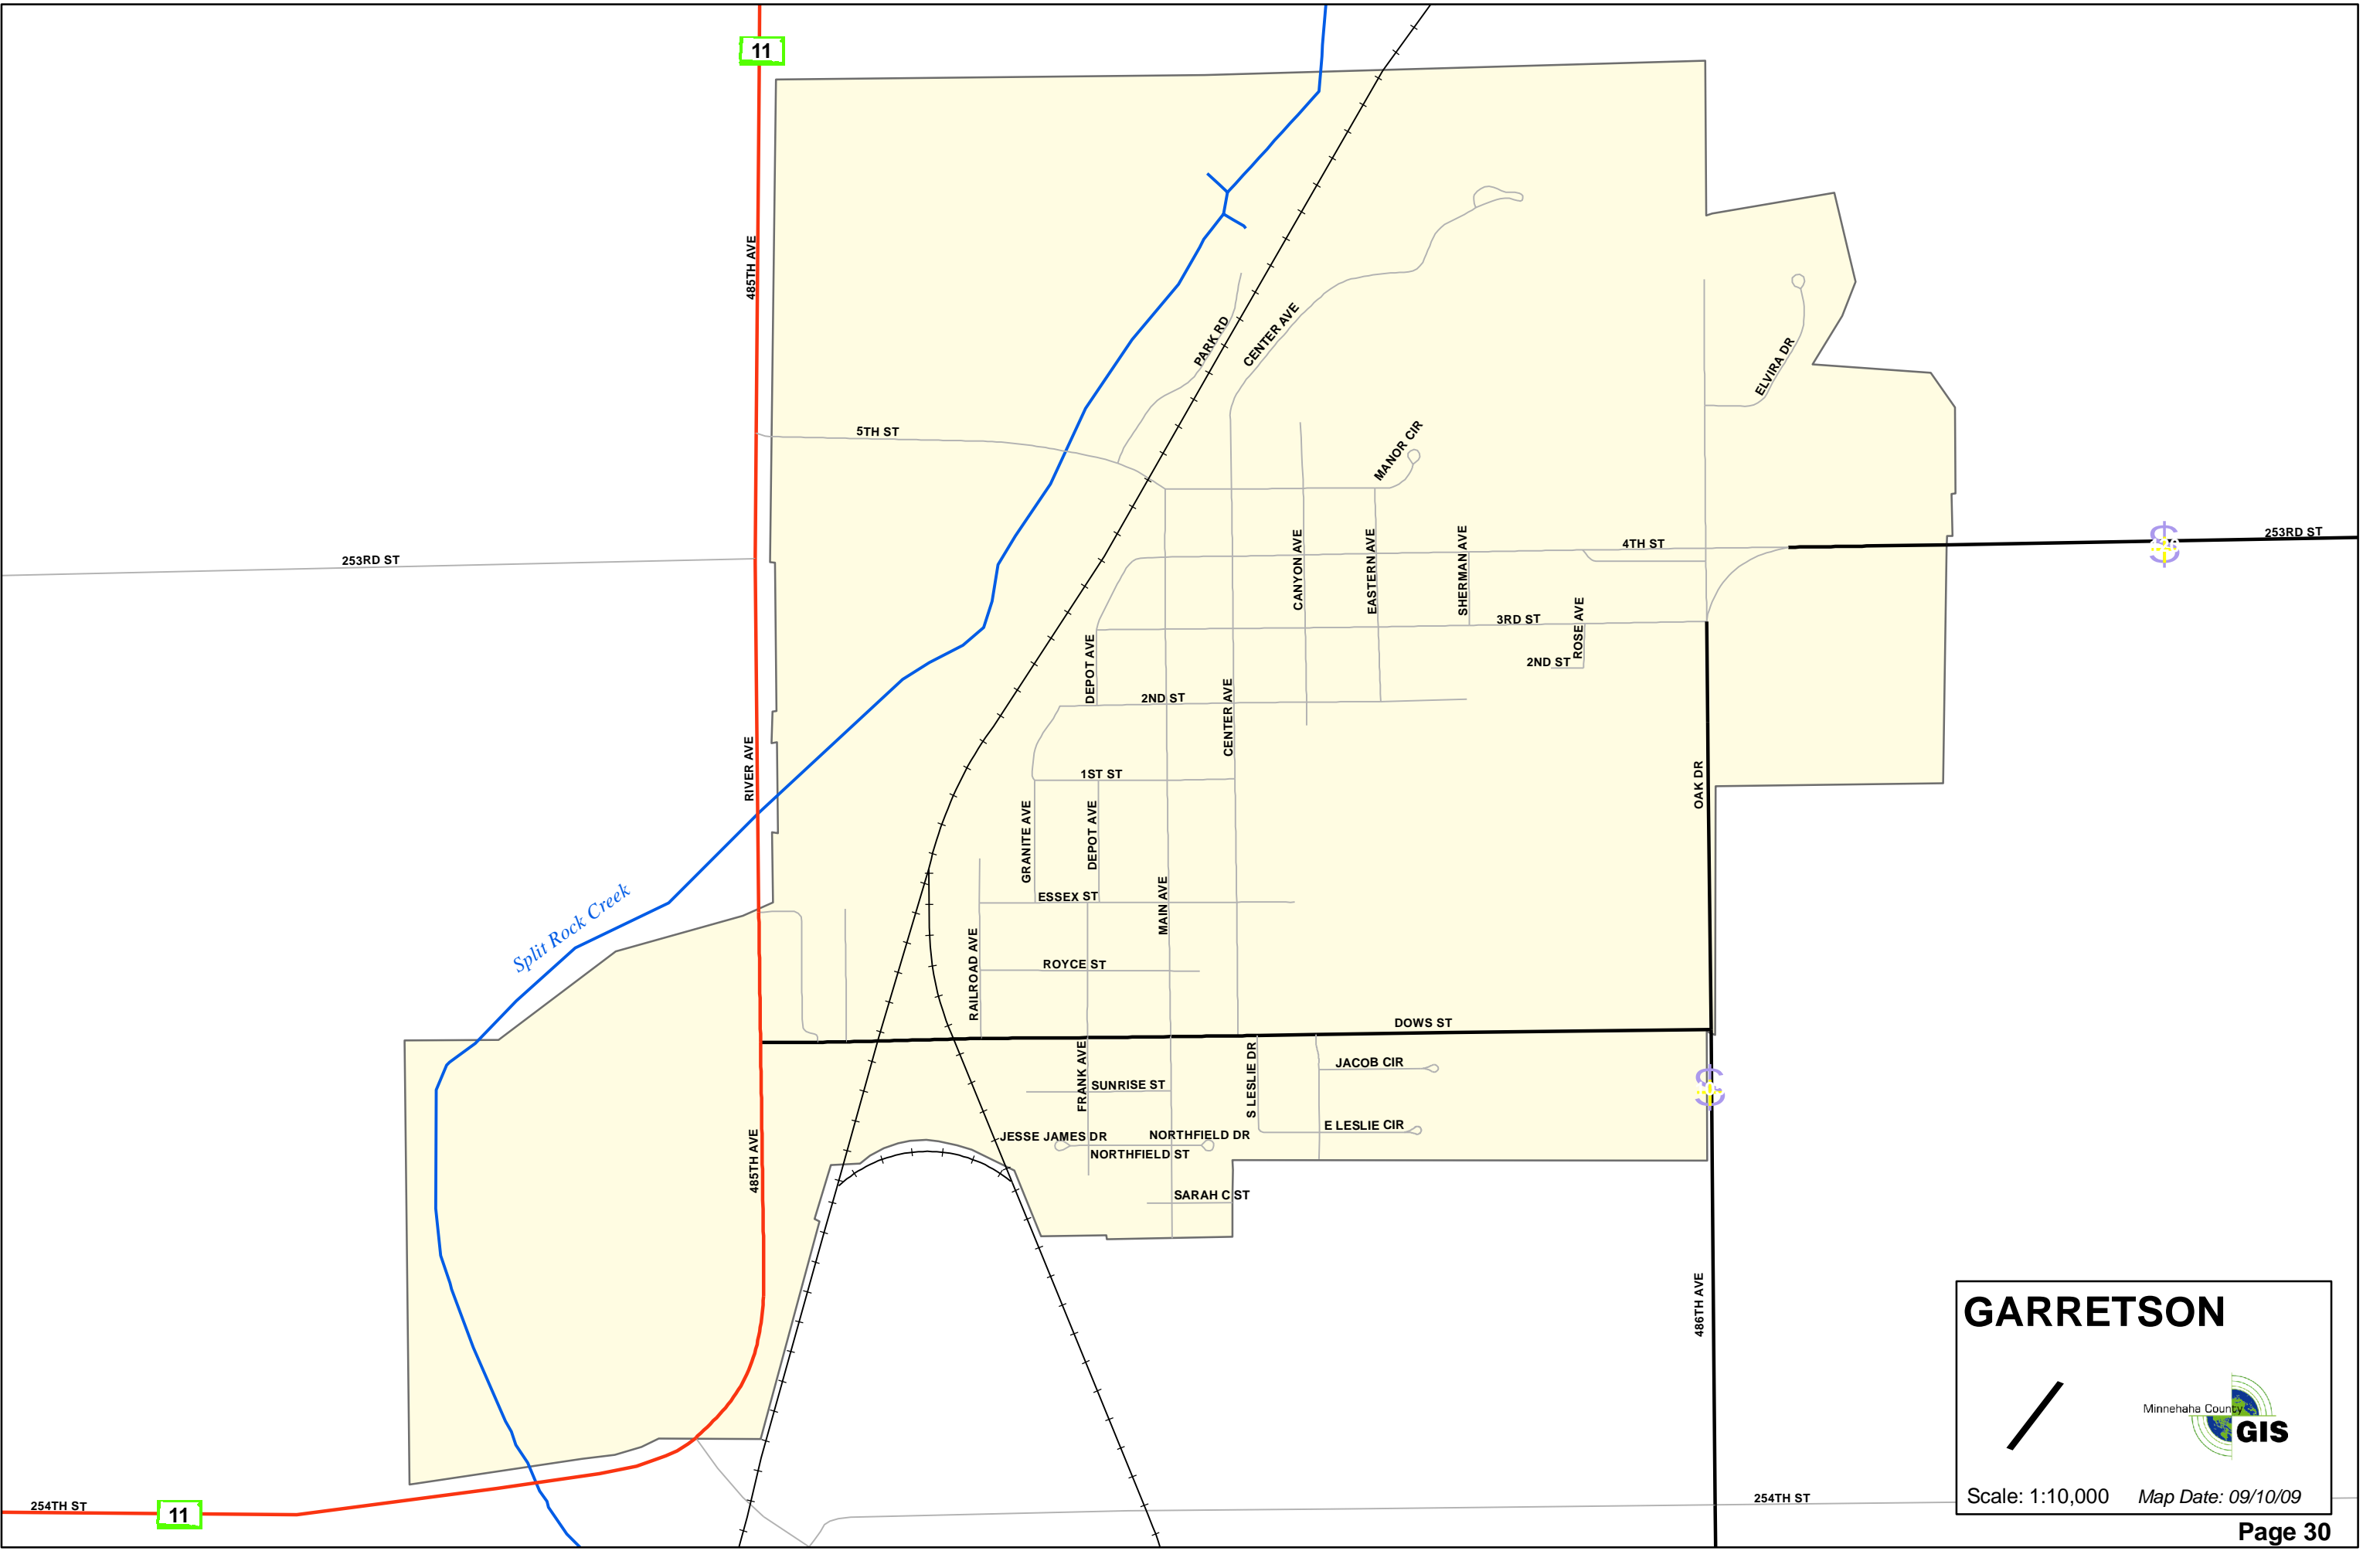 11
485TH AVE
PARK RD
CENTER AVE
ELVIRA DR
5TH ST
MANOR CIR
253RD ST
4TH ST
253RD ST
CANYON AVE
EASTERN AVE
SHERMAN AVE
ROSE AVE
3RD ST
2ND ST
DEPOT AVE
2ND ST
CENTER AVE
RIVER AVE
1ST ST
OAK DR
GRANITE AVE
DEPOT AVE
MAIN AVE
ESSEX ST
Split Rock Creek
RAILROAD AVE
ROYCE ST
DOWS ST
FRANK AVE
S LESLIE DR
JACOB CIR
SUNRISE ST
E LESLIE CIR
JESSE JAMES DR
NORTHFIELD DR
NORTHFIELD ST
485TH AVE
SARAH C ST
486TH AVE
GARRETSON
Minnehaha County
GIS
Scale: 1:10,000
Map Date: 09/10/09
254TH ST
11
254TH ST
Page 30